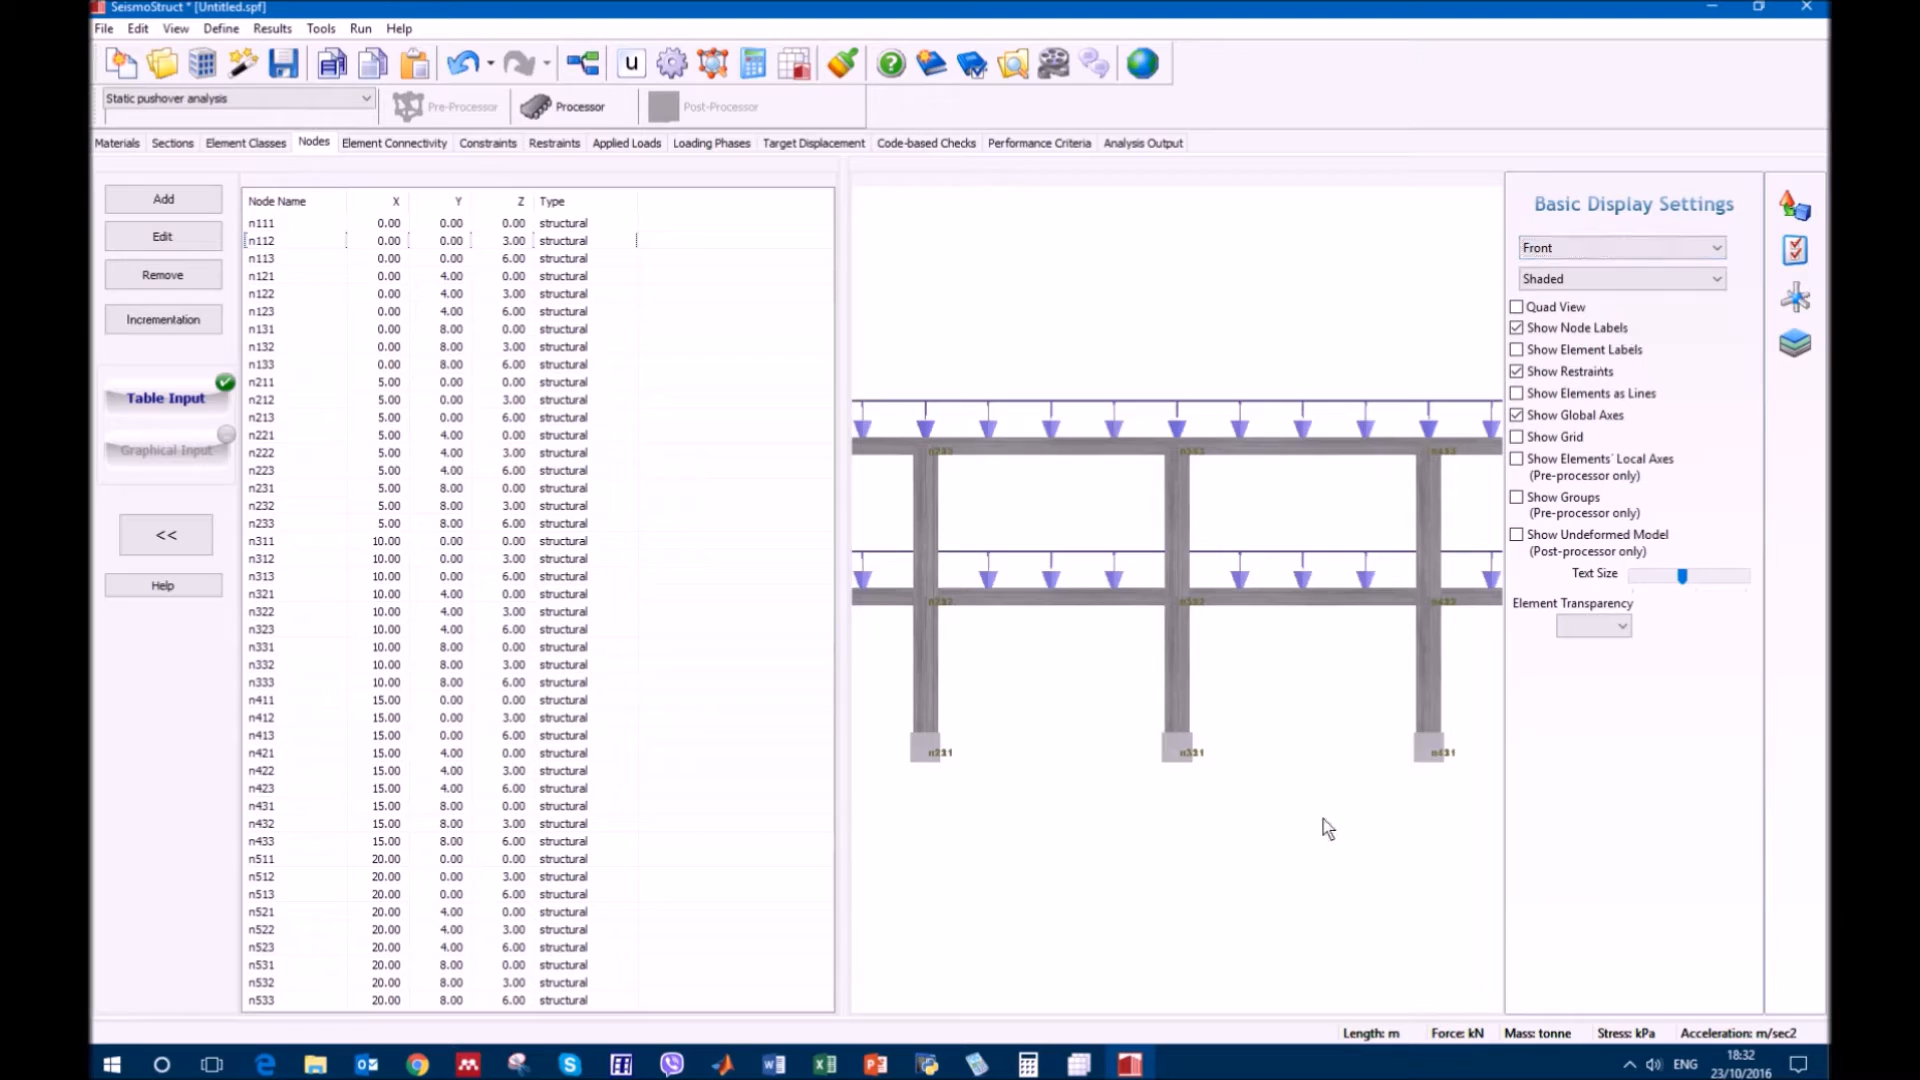 SeismoStruct * [Untitled.spf]
File Edit View Results Define Tools Run Help
u
Static pushover analysis
Pre-Processor
Processor
Post-Processor
Materials Sections Element Classes Nodes Element Connectivity Constraints Restraints Applied Loads Loading Phases Target Displacement Code-based Checks Performance Criteria Analysis Output
Add
Edit
Remove
Incrementation
Table Input
Graphical Input
<<
Help
Node Name X Y Z Type
n111 0.00 0.00 0.00 structural
n112 0.00 0.00 3.00 structural
n113 0.00 0.00 6.00 structural
n121 0.00 4.00 0.00 structural
n122 0.00 4.00 3.00 structural
n123 0.00 4.00 6.00 structural
n131 0.00 8.00 0.00 structural
n132 0.00 8.00 3.00 structural
n133 0.00 8.00 6.00 structural
n211 5.00 0.00 0.00 structural
n212 5.00 0.00 3.00 structural
n213 5.00 0.00 6.00 structural
n221 5.00 4.00 0.00 structural
n222 5.00 4.00 3.00 structural
n223 5.00 4.00 6.00 structural
n231 5.00 8.00 0.00 structural
n232 5.00 8.00 3.00 structural
n233 5.00 8.00 6.00 structural
n311 10.00 0.00 0.00 structural
n312 10.00 0.00 3.00 structural
n313 10.00 0.00 6.00 structural
n321 10.00 4.00 0.00 structural
n322 10.00 4.00 3.00 structural
n323 10.00 4.00 6.00 structural
n331 10.00 8.00 0.00 structural
n332 10.00 8.00 3.00 structural
n333 10.00 8.00 6.00 structural
n411 15.00 0.00 0.00 structural
n412 15.00 0.00 3.00 structural
n413 15.00 0.00 6.00 structural
n421 15.00 4.00 0.00 structural
n422 15.00 4.00 3.00 structural
n423 15.00 4.00 6.00 structural
n431 15.00 8.00 0.00 structural
n432 15.00 8.00 3.00 structural
n433 15.00 8.00 6.00 structural
n511 20.00 0.00 0.00 structural
n512 20.00 0.00 3.00 structural
n513 20.00 0.00 6.00 structural
n521 20.00 4.00 0.00 structural
n522 20.00 4.00 3.00 structural
n523 20.00 4.00 6.00 structural
n531 20.00 8.00 0.00 structural
n532 20.00 8.00 3.00 structural
n533 20.00 8.00 6.00 structural
n231 n331 n431
Basic Display Settings
Front
Shaded
Quad View
Show Node Labels
Show Element Labels
Show Restraints
Show Elements as Lines
Show Global Axes
Show Grid
Show Elements' Local Axes
(Pre-processor only)
Show Groups
(Pre-processor only)
Show Undeformed Model
(Post-processor only)
Text Size
Element Transparency
Length: m Force: kN Mass: tonne Stress: kPa Acceleration: m/sec2
ENG
18:32
23/10/2016